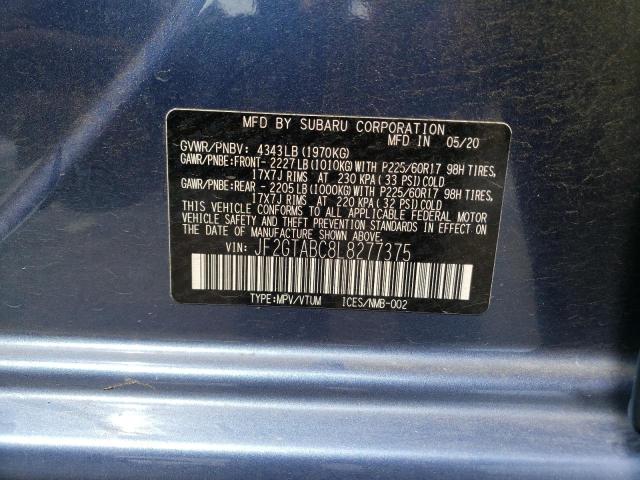 MFD BY SUBARU CORPORATION
MFD IN 05/20
GVWR/PNBV: 4343LB(1970KG)
GAWR/PNBE:FRONT- 2227LB(1010KG)WITH P225/60R17 98H TIRES,
17X7J RIMS AT 230 KPA(33 PSI)COLD
GAWR/PNBE:REAR - 2205LB(1000KG)WITH P225/60R17 98H TIRES,
17X7J RIMS AT 220 KPA(32 PSI)COLD
THIS VEHICLE CONFORMS TO ALL APPLICABLE FEDERAL MOTOR
VEHICLE SAFETY AND THEFT PREVENTION STANDARDS IN EFFECT ON
THE DATE OF MANUFACTURE SHOWN ABOVE.
VIN: JF2GTABC8L8277375
TYPE:MPV/VTUM ICES/NMB-002